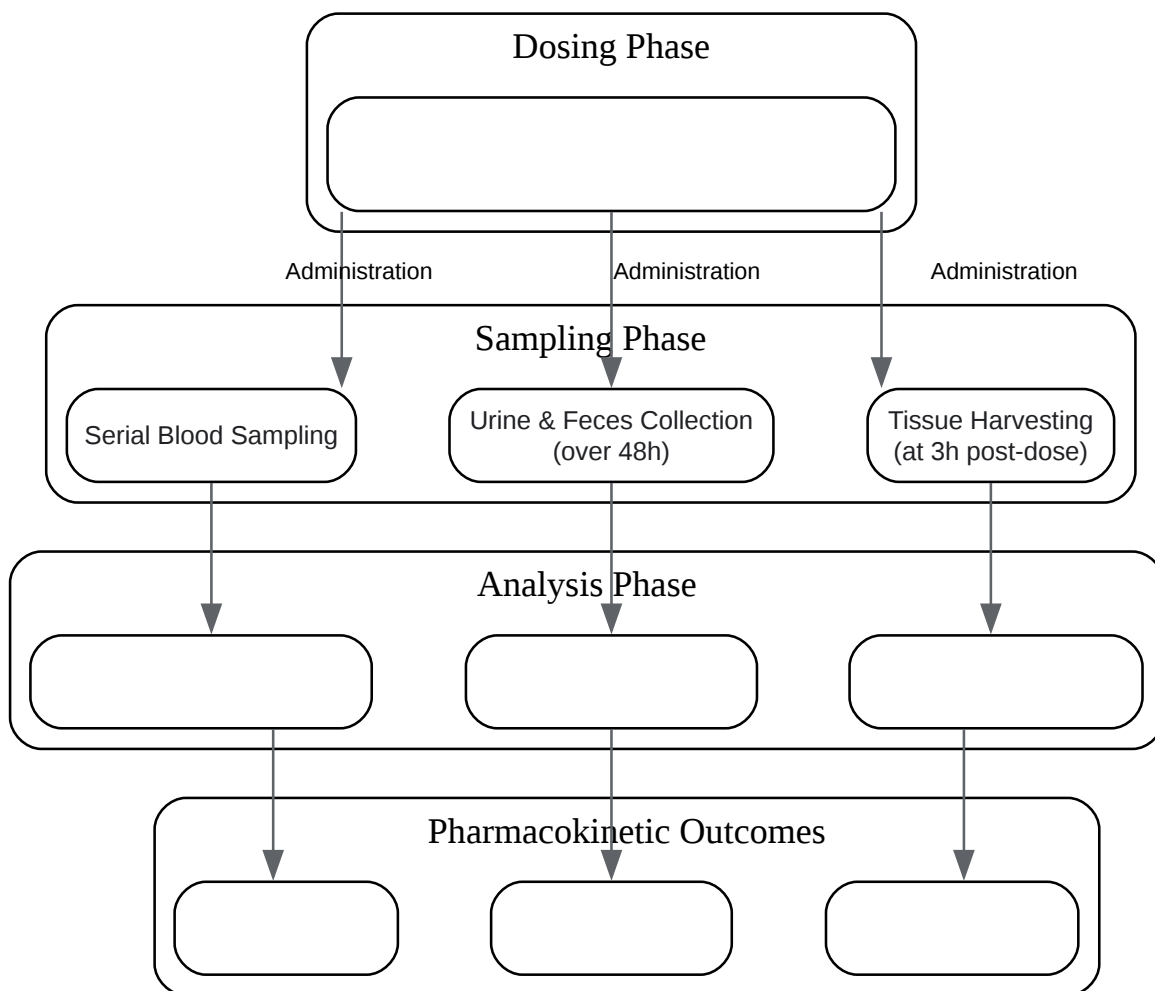 Dosing Phase
Administration Administration Administration
Sampling Phase
Serial Blood Sampling
Urine & Feces Collection
(over 48h)
Tissue Harvesting
(at 3h post-dose)
Analysis Phase
Pharmacokinetic Outcomes